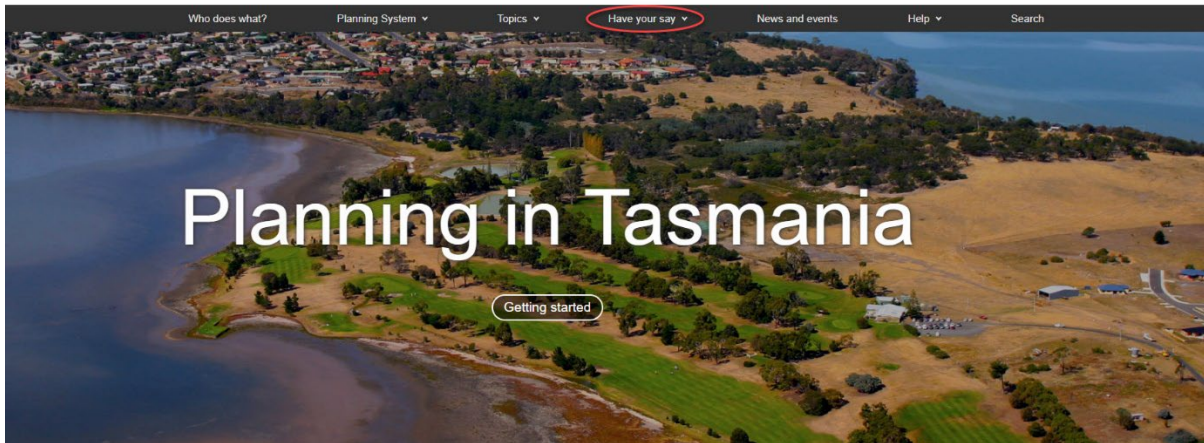 Who does what? Planning System Topics Have your say News and events Help Search
Planning in Tasmania
Getting started